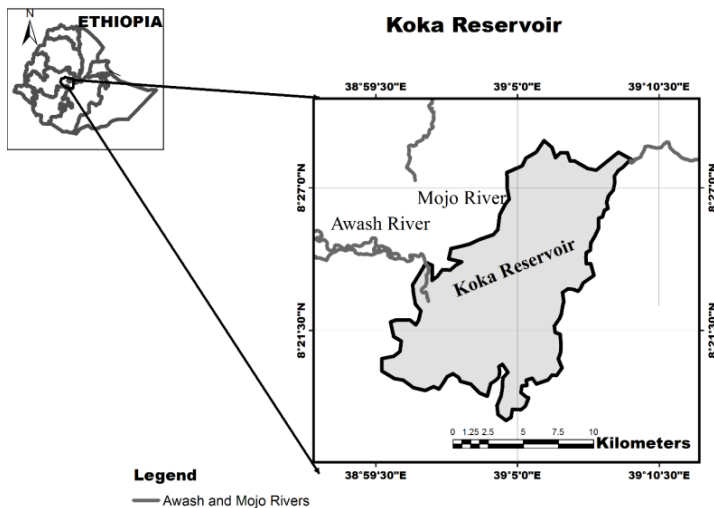 N
ETHIOPIA
Koka Reservoir
38°59'30"E
39°5'0"E
39°10'30"E
8°27'0"N
8°27'0"N
Mojo River
Awash River
Koka Reservoir
8°21'30"N
8°21'30"N
0 1.25 2.5 5 7.5 10
Kilometers
38°59'30"E
39°5'0"E
39°10'30"E
Legend
Awash and Mojo Rivers